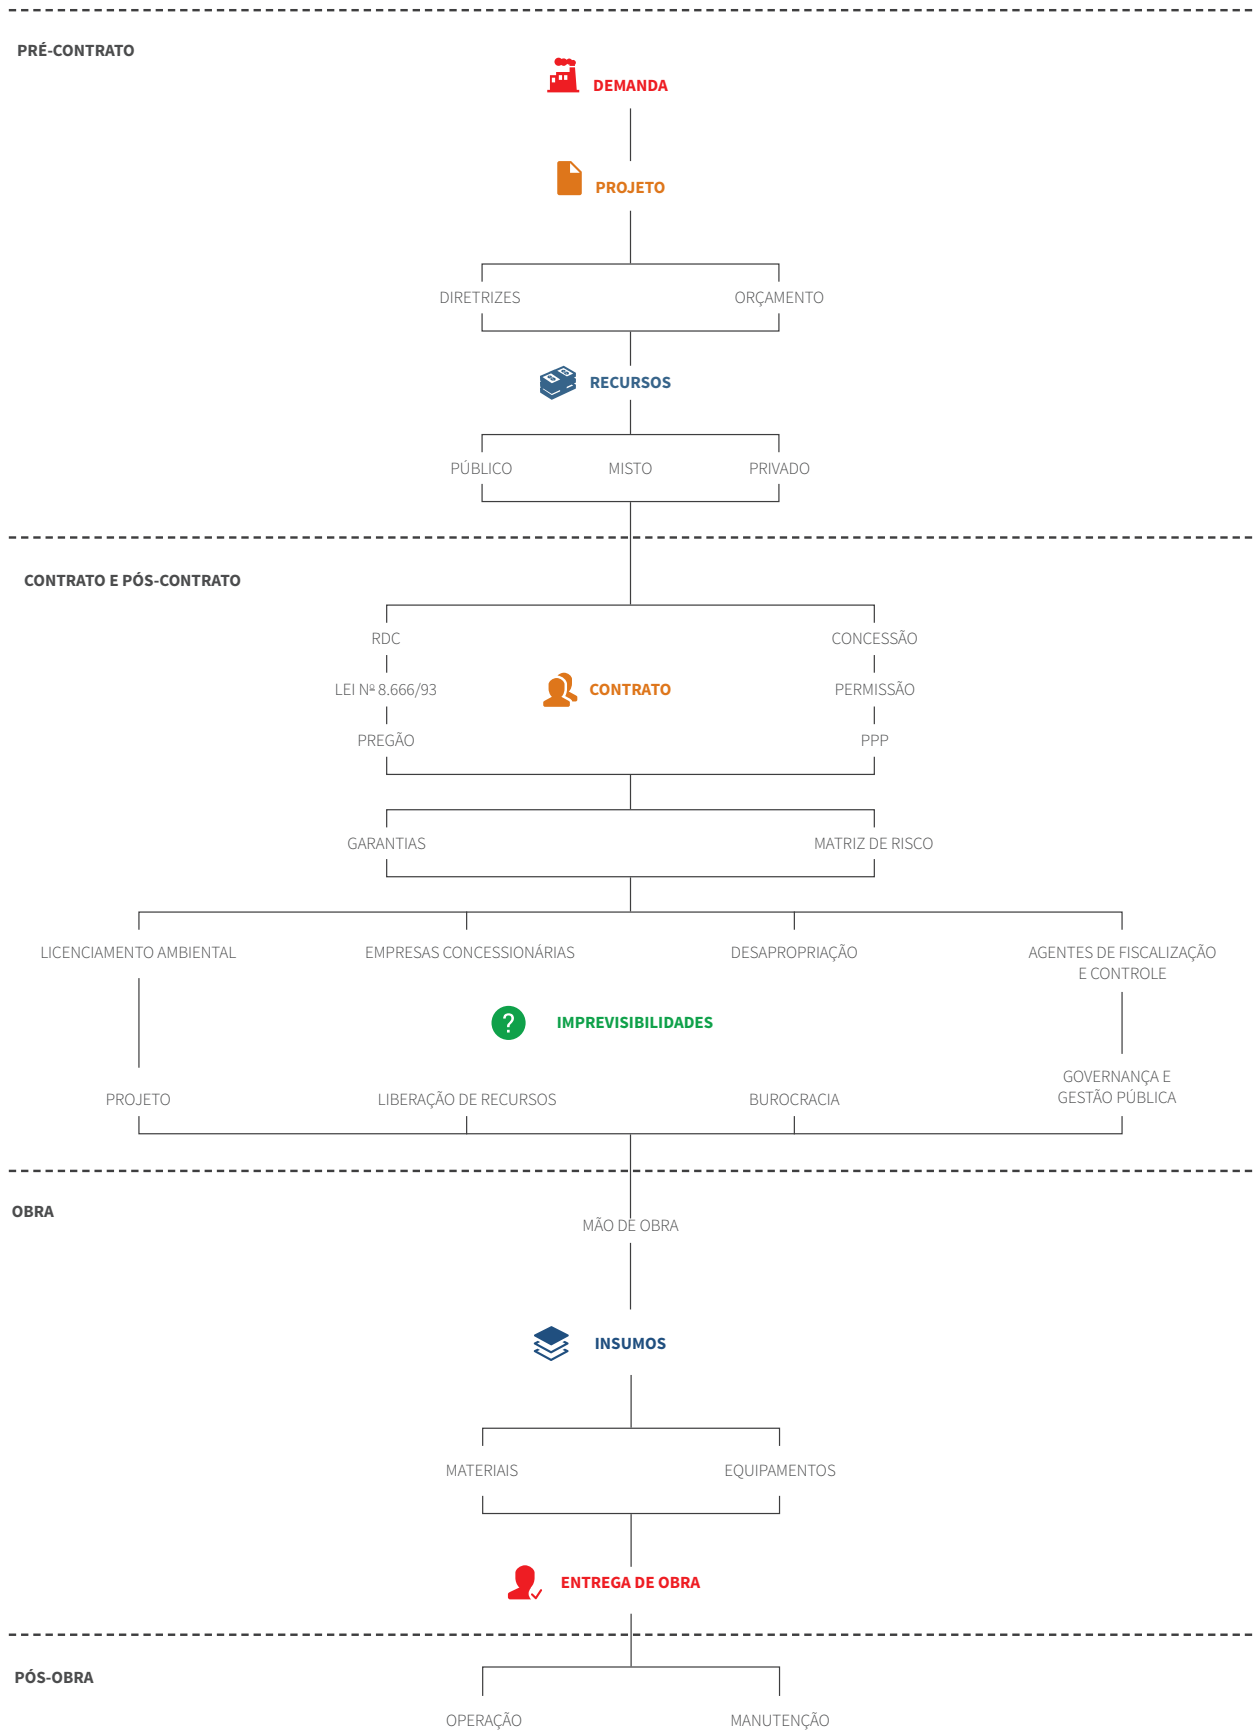 PRÉ-CONTRATO
DEMANDA
PROJETO
DIRETRIZES
ORÇAMENTO
RECURSOS
PÚBLICO
MISTO
PRIVADO
CONTRATO E PÓS-CONTRATO
RDC
CONCESSÃO
LEI Nº 8.666/93
CONTRATO
PERMISSÃO
PREGÃO
PPP
GARANTIAS
MATRIZ DE RISCO
LICENCIAMENTO AMBIENTAL
EMPRESAS CONCESSIONÁRIAS
DESAPROPRIAÇÃO
AGENTES DE FISCALIZAÇÃO
E CONTROLE
?
IMPREVISIBILIDADES
PROJETO
LIBERAÇÃO DE RECURSOS
BUROCRACIA
GOVERNANÇA E
GESTÃO PÚBLICA
OBRA
MÃO DE OBRA
INSUMOS
MATERIAIS
EQUIPAMENTOS
ENTREGA DE OBRA
PÓS-OBRA
OPERAÇÃO
MANUTENÇÃO